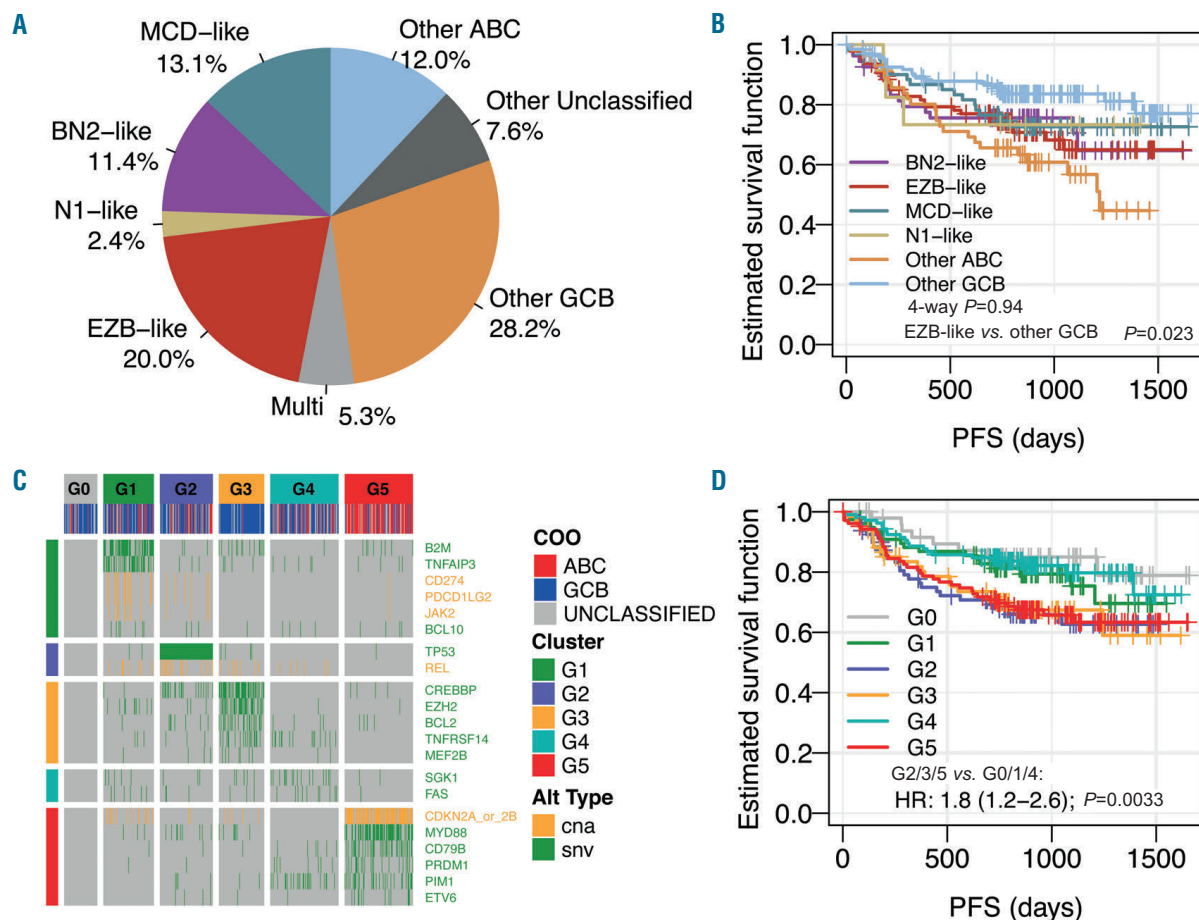 A
MCD–like
13.1%
Other ABC
12.0%
Other Unclassified
7.6%
BN2–like
11.4%
N1–like
2.4%
EZB–like
20.0%
Multi
5.3%
Other GCB
28.2%
B
Estimated survival function
1.0
0.8
0.6
0.4
0.2
0.0
BN2–like
EZB–like
MCD–like
N1–like
Other ABC
Other GCB
4-way P=0.94
EZB-like vs. other GCB P=0.023
0 500 1000 1500
PFS (days)
C
G0 G1 G2 G3 G4 G5
B2M
TNFAIP3
CD274
PDCD1LG2
JAK2
BCL10
TP53
REL
CREBBP
EZH2
BCL2
TNFRSF14
MEF2B
SGK1
FAS
CDKN2A_or_2B
MYD88
CD79B
PRDM1
PIM1
ETV6
COO
ABC
GCB
UNCLASSIFIED
Cluster
G1
G2
G3
G4
G5
Alt Type
cna
snv
D
Estimated survival function
1.0
0.8
0.6
0.4
0.2
0.0
G0
G1
G2
G3
G4
G5
G2/3/5 vs. G0/1/4:
HR: 1.8 (1.2–2.6); P=0.0033
0 500 1000 1500
PFS (days)